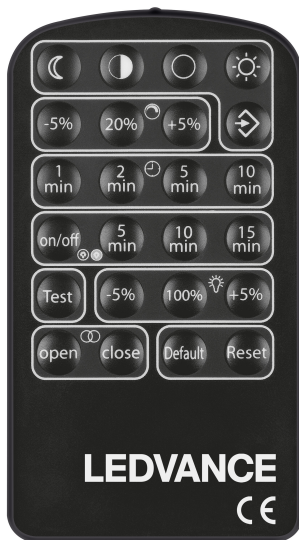 -5% 20% +5%
1 min 2 min 5 min 10 min
on/off 5 min 10 min 15 min
Test -5% 100% +5%
open close Default Reset
LEDVANCE
CE